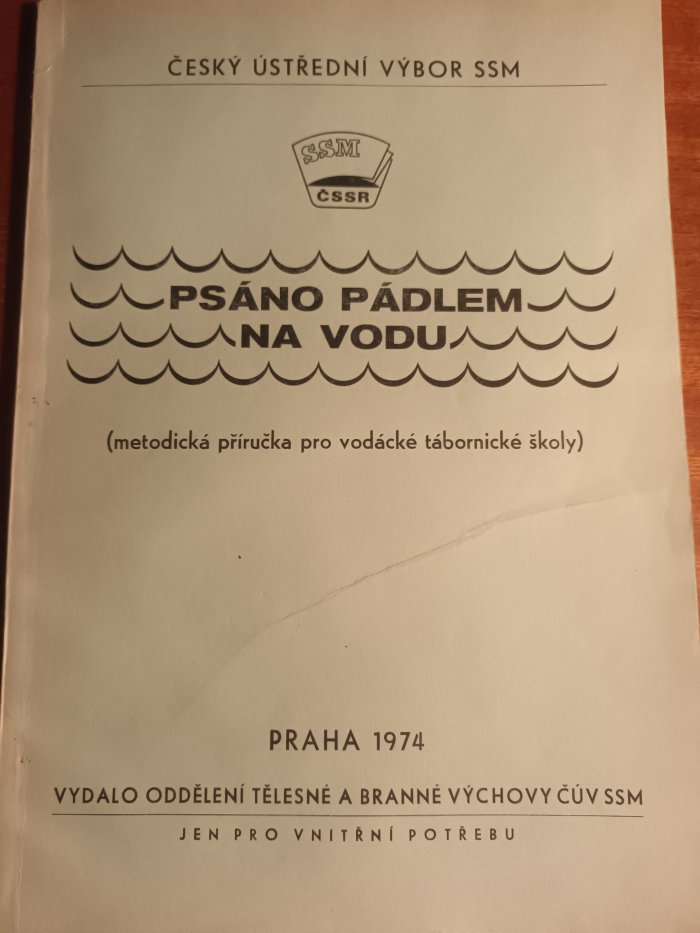 ČESKÝ ÚSTŘEDNÍ VÝBOR SSM
SSM
ČSSR
PSÁNO PÁDLEM
NA VODU
(metodická příručka pro vodácké tábornické školy)
PRAHA 1974
VYDALO ODDĚLENÍ TĚLESNÉ A BRANNÉ VÝCHOVY ČÚV SSM
JEN PRO VNITŘNÍ POTŘEBU